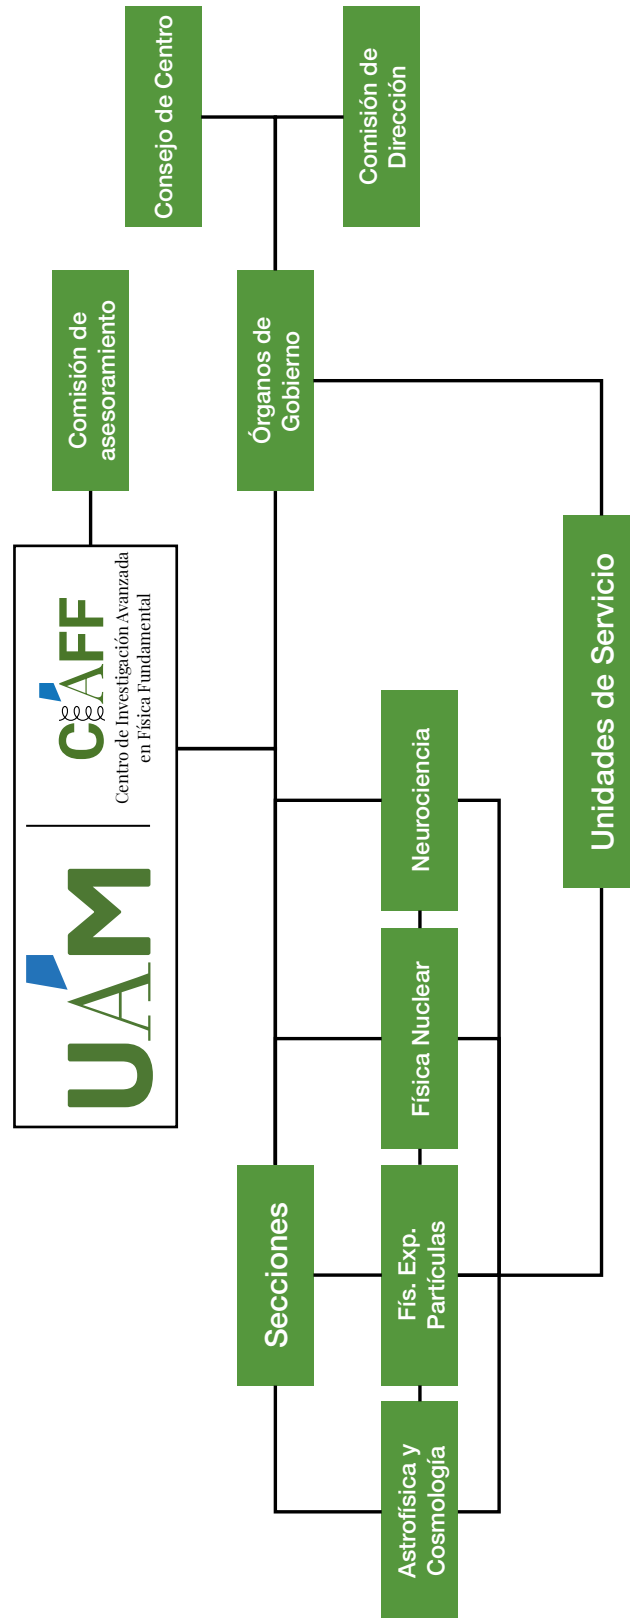 UAM
CIAFF
Centro de Investigación Avanzada
en Física Fundamental
Comisión de
asesoramiento
Consejo de Centro
Secciones
Órganos de
Gobierno
Comisión de
Dirección
Astrofísica y
Cosmología
Fís. Exp.
Partículas
Física Nuclear
Neurociencia
Unidades de Servicio